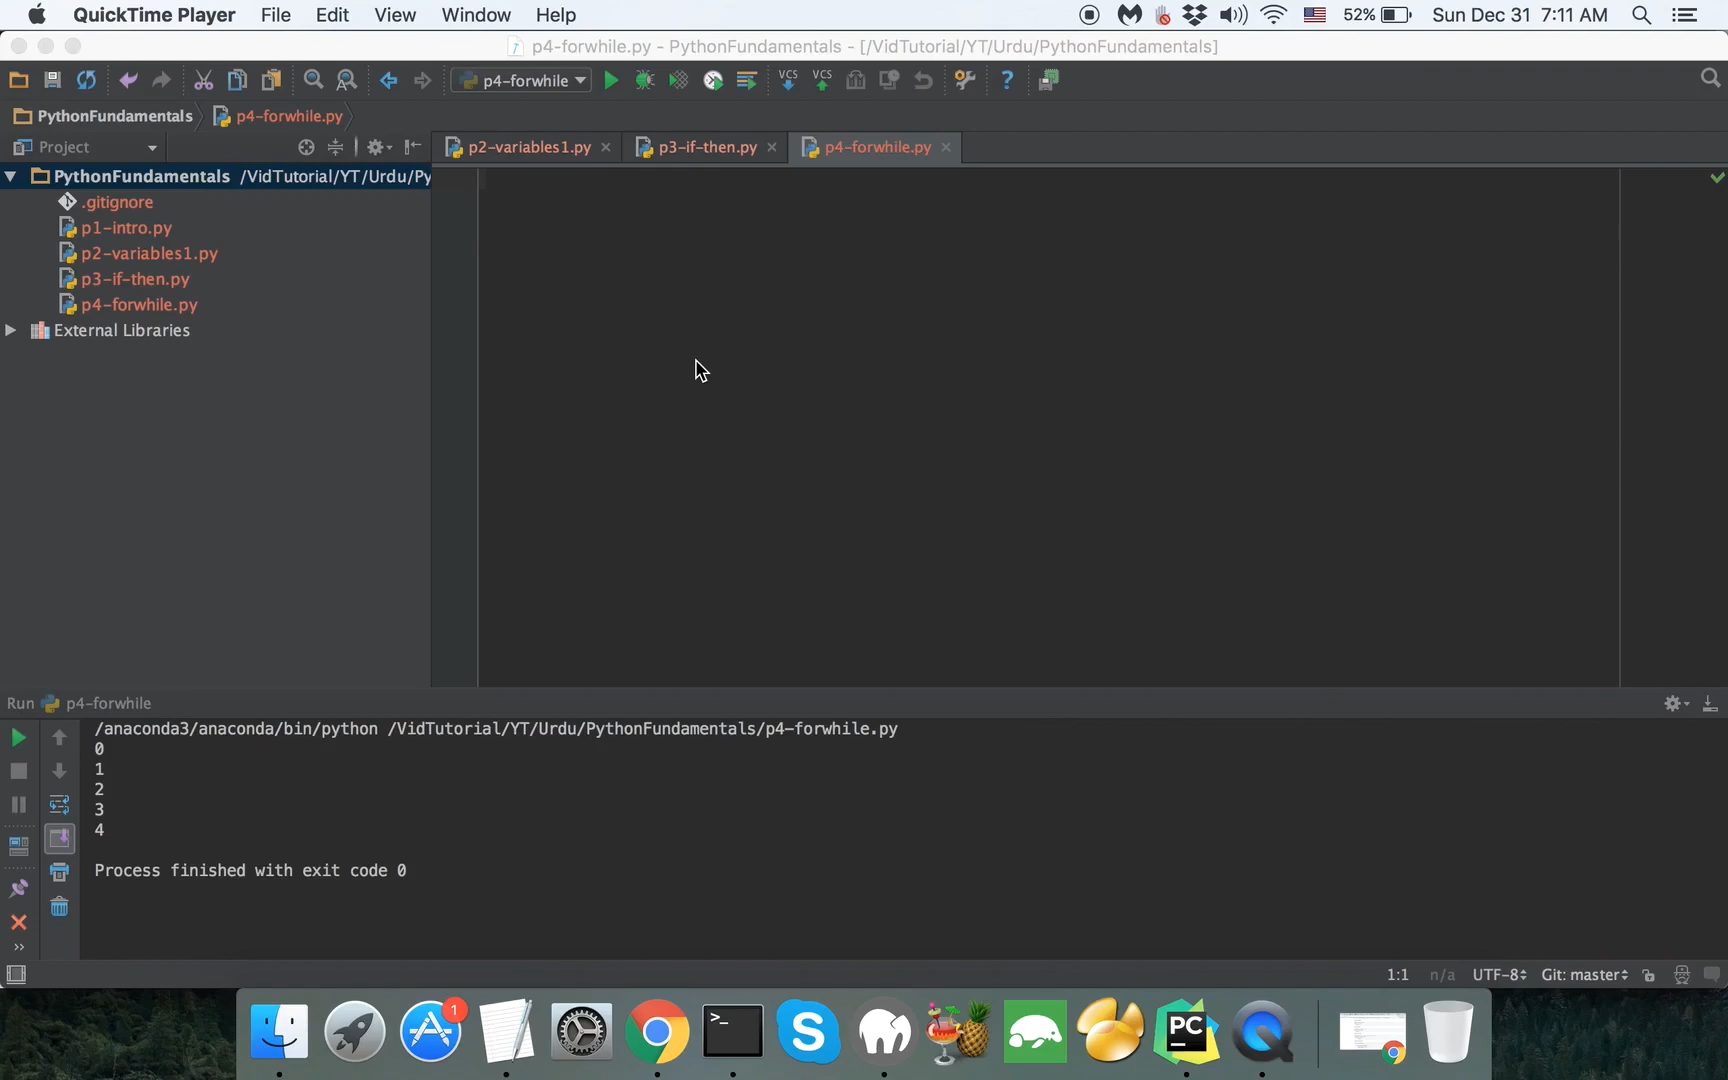 QuickTime Player File Edit View Window Help 52% Sun Dec 31 7:11 AM
p4-forwhile.py - PythonFundamentals - [/VidTutorial/YT/Urdu/PythonFundamentals]
p4-forwhile VCS VCS ?
PythonFundamentals p4-forwhile.py
Project p2-variables1.py p3-if-then.py p4-forwhile.py
PythonFundamentals /VidTutorial/YT/Urdu/Py
.gitignore
p1-intro.py
p2-variables1.py
p3-if-then.py
p4-forwhile.py
External Libraries
Run p4-forwhile
/anaconda3/anaconda/bin/python /VidTutorial/YT/Urdu/PythonFundamentals/p4-forwhile.py
0
1
2
3
4
Process finished with exit code 0
1:1 n/a UTF-8 Git: master
1 >_ S PC